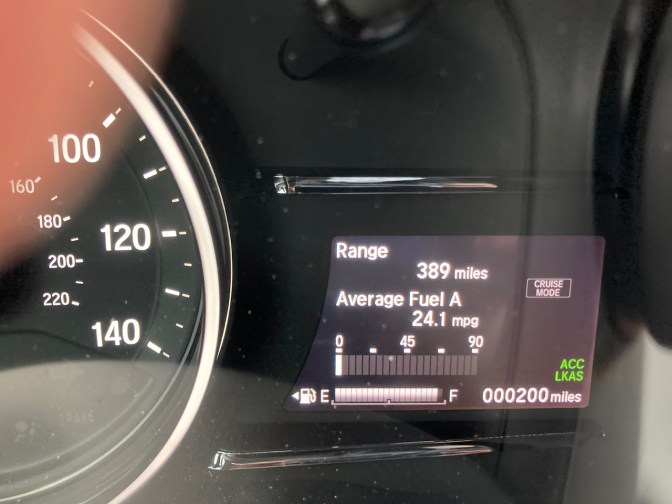 100
160
180
120
200
220
140
Range
389 miles
CRUISE
MODE
Average Fuel A
24.1 mpg
0 45 90
ACC
LKAS
E F 000200 miles